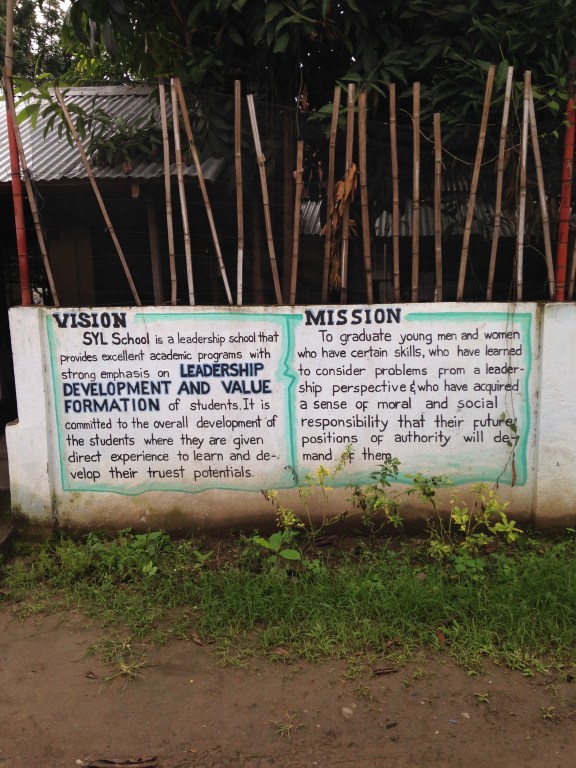 VISION
SYL School is a leadership school that
provides excellent academic programs with
strong emphasis on LEADERSHIP
DEVELOPMENT AND VALUE
FORMATION of students. It is
committed to the overall development of
the students where they are given
direct experience to learn and de-
velop their truest potentials.
MISSION
To graduate young men and women
who have certain skills, who have learned
to consider problems from a leader-
ship perspective & who have acquired
a sense of moral and social
responsibility that their future
positions of authority will de-
mand of them.